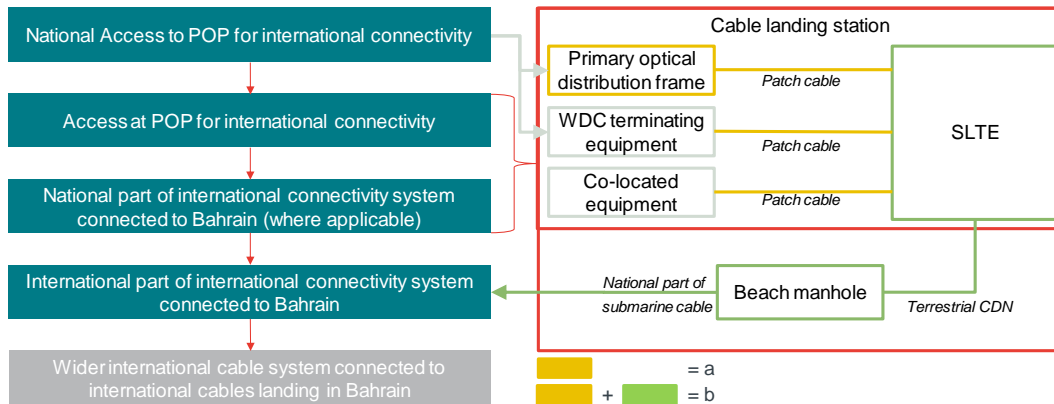 National Access to POP for international connectivity
Access at POP for international connectivity
National part of international connectivity system
connected to Bahrain (where applicable)
International part of international connectivity system
connected to Bahrain
Wider international cable system connected to
international cables landing in Bahrain
Cable landing station
Primary optical
distribution frame
Patch cable
WDC terminating
equipment
Patch cable
Co-located
equipment
Patch cable
SLTE
National part of
submarine cable
Beach manhole
Terrestrial CDN
= a
+ = b